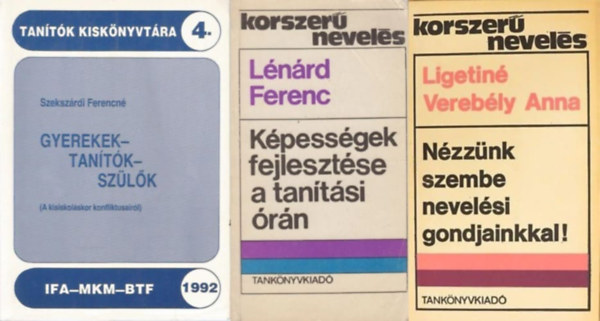 TANÍTÓK KISKÖNYVTÁRA 4.
Szekszárdi Ferencné
GYEREKEK–
TANÍTÓK–
SZÜLŐK
(A kisiskoláskor konfliktusairól)
IFA–MKM–BTF 1992
korszerű
nevelés
Lénárd
Ferenc
Képességek
fejlesztése
a tanítási
órán
TANKÖNYVKIADÓ
korszerű
nevelés
Ligetiné
Verebély Anna
Nézzünk
szembe
nevelési
gondjainkkal!
TANKÖNYVKIADÓ